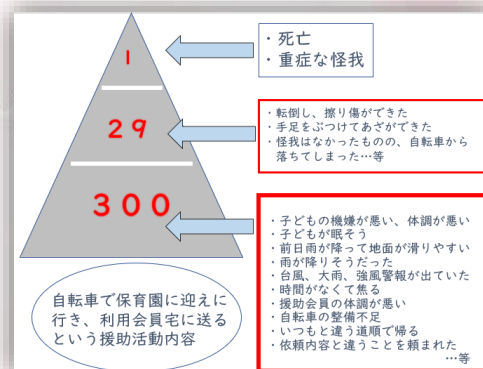 1
・死亡
・重症な怪我
29
・転倒し、擦り傷ができた
・手足をぶつけてあざができた
・怪我はなかったものの、自転車から
落ちてしまった…等
300
・子どもの機嫌が悪い、体調が悪い
・子どもが眠そう
・前日雨が降って地面が滑りやすい
・雨が降りそうだった
・台風、大雨、強風警報が出ていた
・時間がなくて焦る
・援助会員の体調が悪い
・自転車の整備不足
・いつもと違う道順で帰る
・依頼内容と違うことを頼まれた
…等
自転車で保育園に迎えに
行き、利用会員宅に送る
という援助活動内容